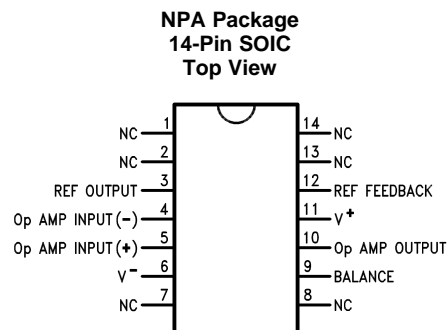 NPA Package
14-Pin SOIC
Top View
NC 1 14 NC
NC 2 13 NC
REF OUTPUT 3 12 REF FEEDBACK
Op AMP INPUT(-) 4 11 V+
Op AMP INPUT(+) 5 10 Op AMP OUTPUT
V- 6 9 BALANCE
NC 7 8 NC